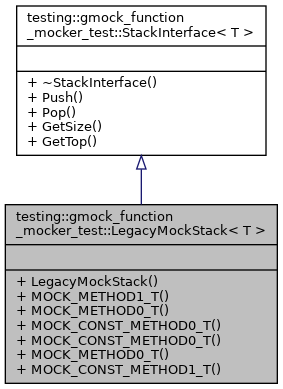 testing::gmock_function
_mocker_test::StackInterface< T >
+ ~StackInterface()
+ Push()
+ Pop()
+ GetSize()
+ GetTop()
testing::gmock_function
_mocker_test::LegacyMockStack< T >
+ LegacyMockStack()
+ MOCK_METHOD1_T()
+ MOCK_METHOD0_T()
+ MOCK_CONST_METHOD0_T()
+ MOCK_CONST_METHOD0_T()
+ MOCK_METHOD0_T()
+ MOCK_CONST_METHOD1_T()